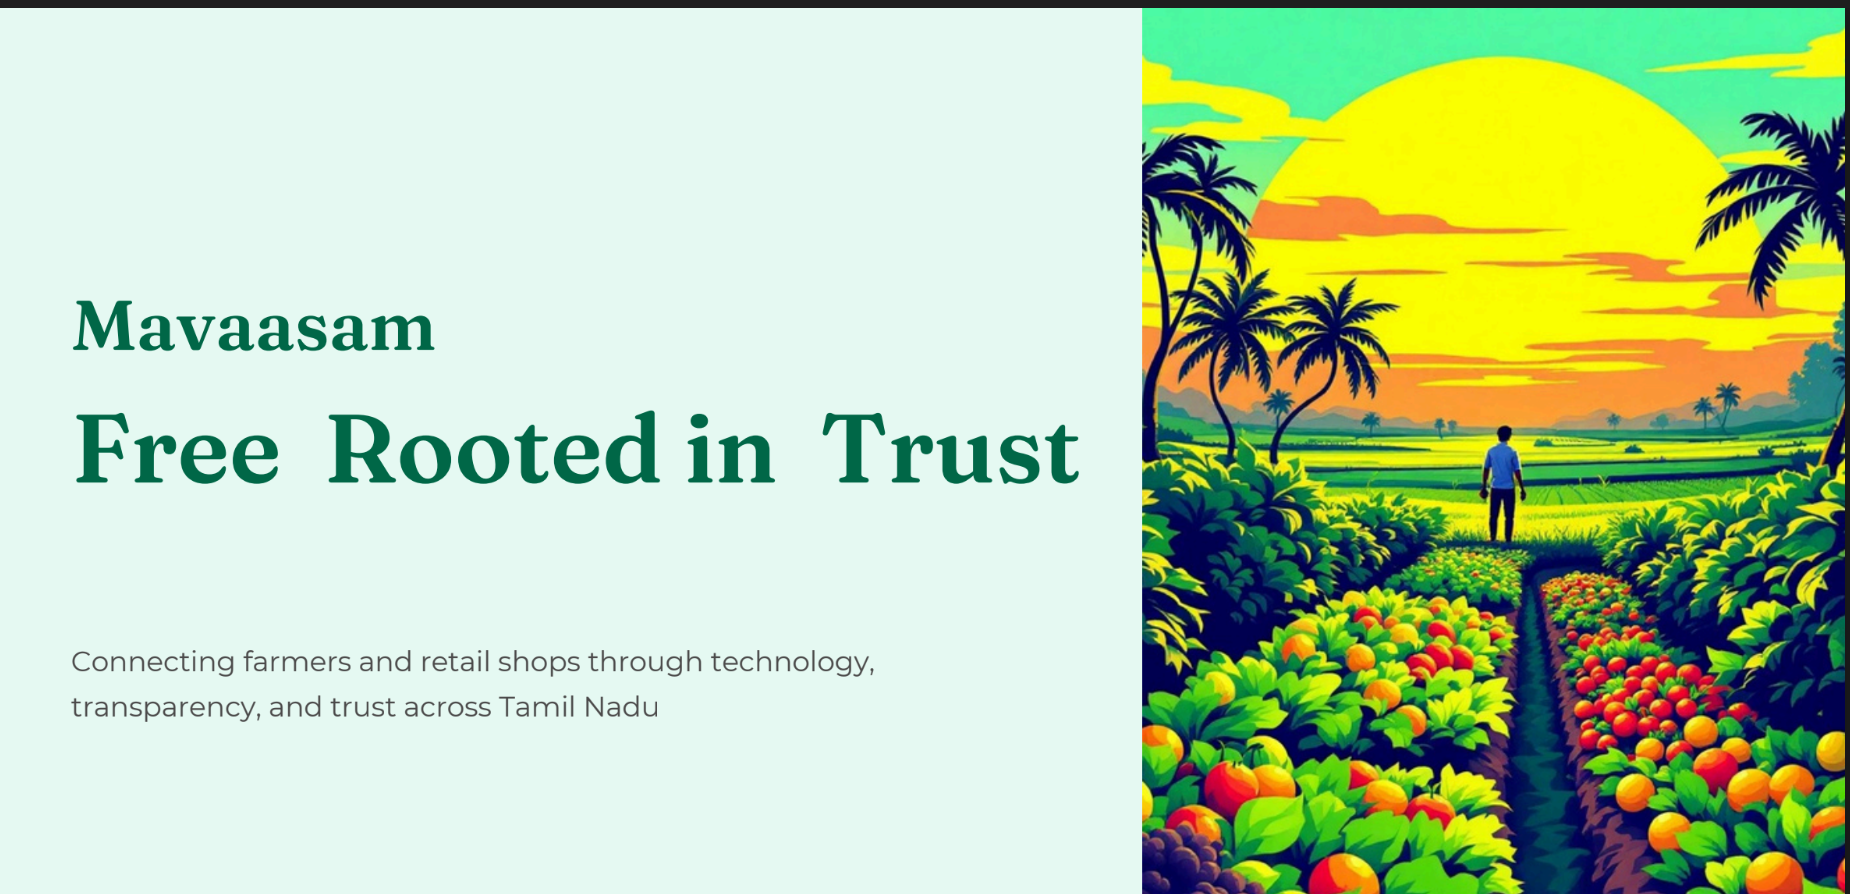 Mavaasam
Free Rooted in Trust
Connecting farmers and retail shops through technology,
transparency, and trust across Tamil Nadu